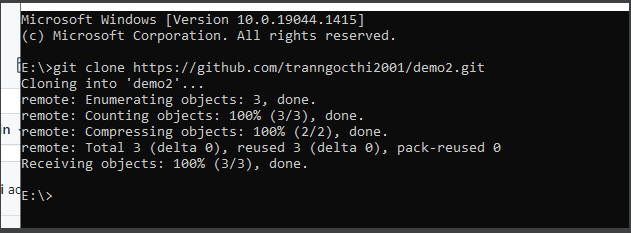 Microsoft Windows [Version 10.0.19044.1415]
(c) Microsoft Corporation. All rights reserved.
E:\>git clone https://github.com/tranngocthi2001/demo2.git
Cloning into 'demo2'...
remote: Enumerating objects: 3, done.
remote: Counting objects: 100% (3/3), done.
remote: Compressing objects: 100% (2/2), done.
in
remote: Total 3 (delta 0), reused 3 (delta 0), pack-reused 0
Receiving objects: 100% (3/3), done.
i ac
E:\>